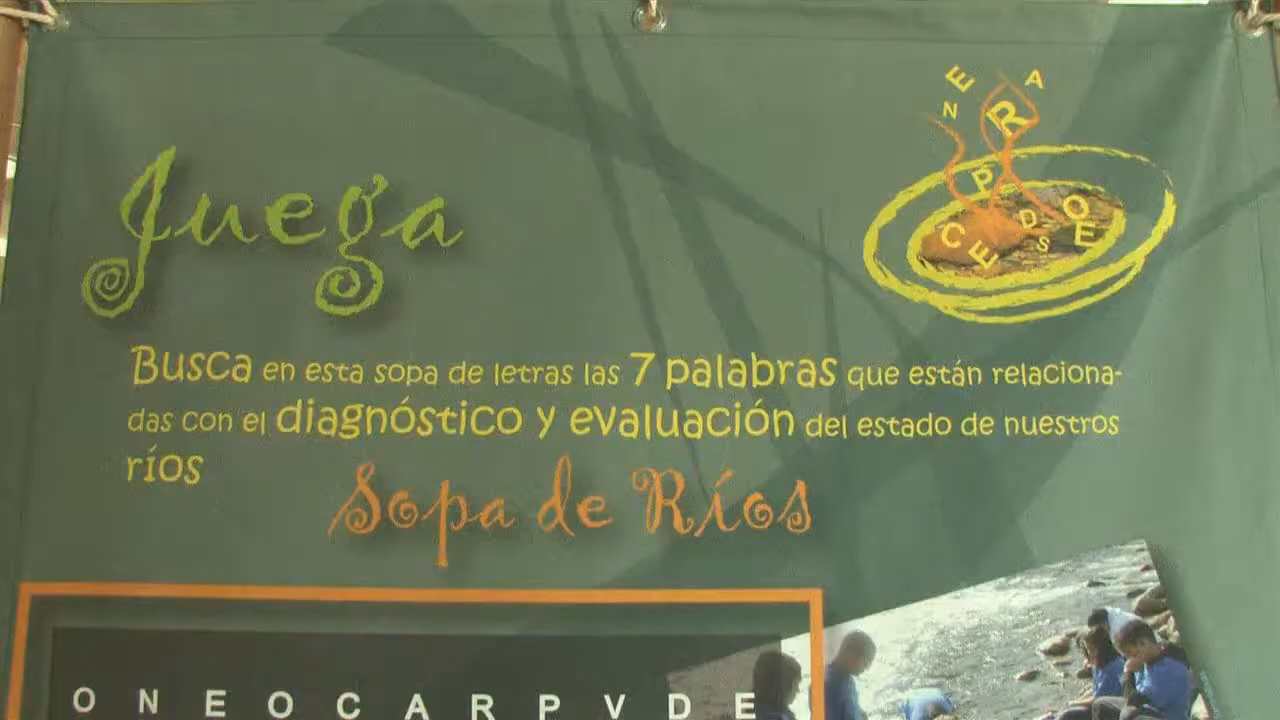 E A
N R
P
C E D S O E
Juega
Busca en esta sopa de letras las 7 palabras que están relaciona-
das con el diagnóstico y evaluación del estado de nuestros
ríos
Sopa de Ríos
O N E O C A R P V D E